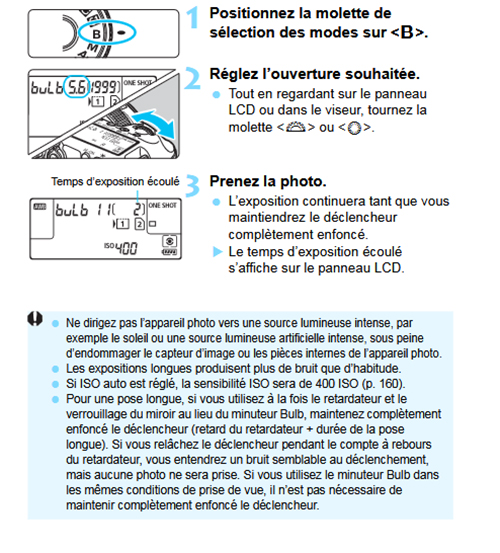 1 Positionnez la molette de
sélection des modes sur <B>.
B
M
2 Réglez l'ouverture souhaitée.
• Tout en regardant sur le panneau
LCD ou dans le viseur, tournez la
molette < > ou < >.
bulb 5.6 1999) ONE SHOT
1 2
Temps d'exposition écoulé
bulb 11( 2) ONE SHOT
1 2
ISO 400
3 Prenez la photo.
• L'exposition continuera tant que vous
maintiendrez le déclencheur
complètement enfoncé.
▶ Le temps d'exposition écoulé
s'affiche sur le panneau LCD.
• Ne dirigez pas l'appareil photo vers une source lumineuse intense, par
exemple le soleil ou une source lumineuse artificielle intense, sous peine
d'endommager le capteur d'image ou les pièces internes de l'appareil photo.
• Les expositions longues produisent plus de bruit que d'habitude.
• Si ISO auto est réglé, la sensibilité ISO sera de 400 ISO (p. 160).
• Pour une pose longue, si vous utilisez à la fois le retardateur et le
verrouillage du miroir au lieu du minuteur Bulb, maintenez complètement
enfoncé le déclencheur (retard du retardateur + durée de la pose
longue). Si vous relâchez le déclencheur pendant le compte à rebours
du retardateur, vous entendrez un bruit semblable au déclenchement,
mais aucune photo ne sera prise. Si vous utilisez le minuteur Bulb dans
les mêmes conditions de prise de vue, il n'est pas nécessaire de
maintenir complètement enfoncé le déclencheur.